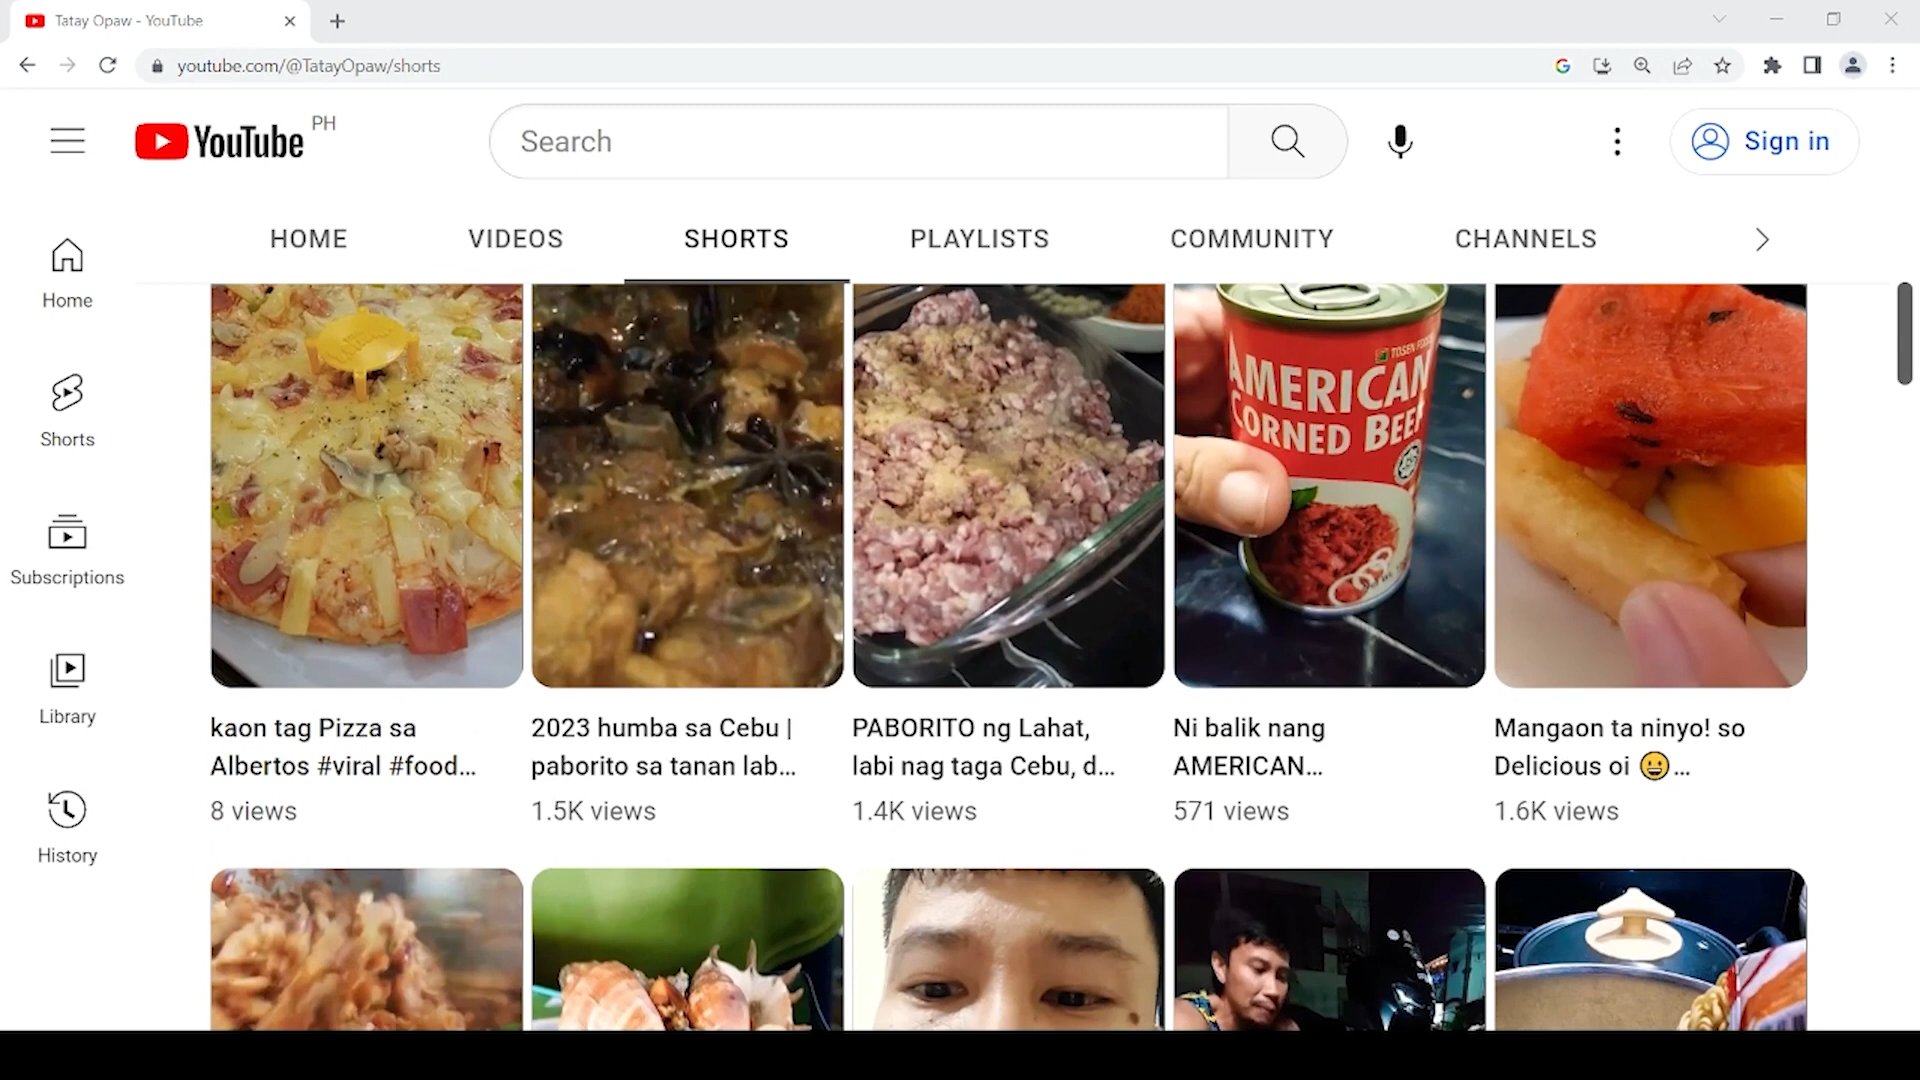 Tatay Opaw - YouTube
youtube.com/@TatayOpaw/shorts
YouTube PH
Search
Sign in
HOME VIDEOS SHORTS PLAYLISTS COMMUNITY CHANNELS
Home
Shorts
Subscriptions
Library
History
TOSEN
AMERICAN
CORNED BEEF
kaon tag Pizza sa
Albertos #viral #food...
8 views
2023 humba sa Cebu |
paborito sa tanan lab...
1.5K views
PABORITO ng Lahat,
labi nag taga Cebu, d...
1.4K views
Ni balik nang
AMERICAN...
571 views
Mangaon ta ninyo! so
Delicious oi 😀...
1.6K views